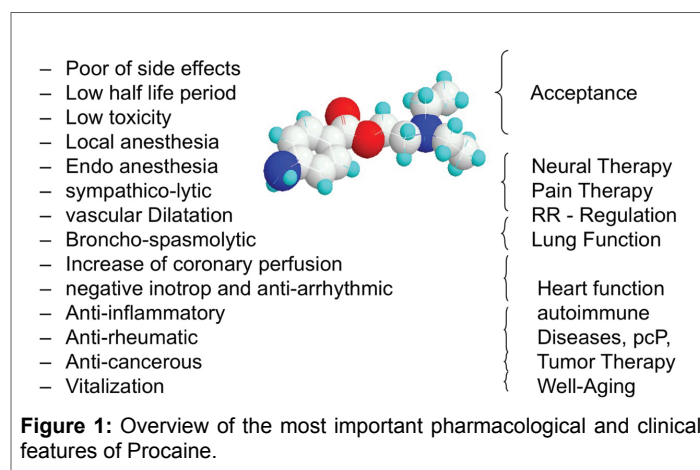 – Poor of side effects
– Low half life period
– Low toxicity
– Local anesthesia
– Endo anesthesia
– sympathico-lytic
– vascular Dilatation
– Broncho-spasmolytic
– Increase of coronary perfusion
– negative inotrop and anti-arrhythmic
– Anti-inflammatory
– Anti-rheumatic
– Anti-cancerous
– Vitalization
Acceptance
Neural Therapy
Pain Therapy
RR - Regulation
Lung Function
Heart function
autoimmune
Diseases, pcP,
Tumor Therapy
Well-Aging
Figure 1: Overview of the most important pharmacological and clinical
features of Procaine.